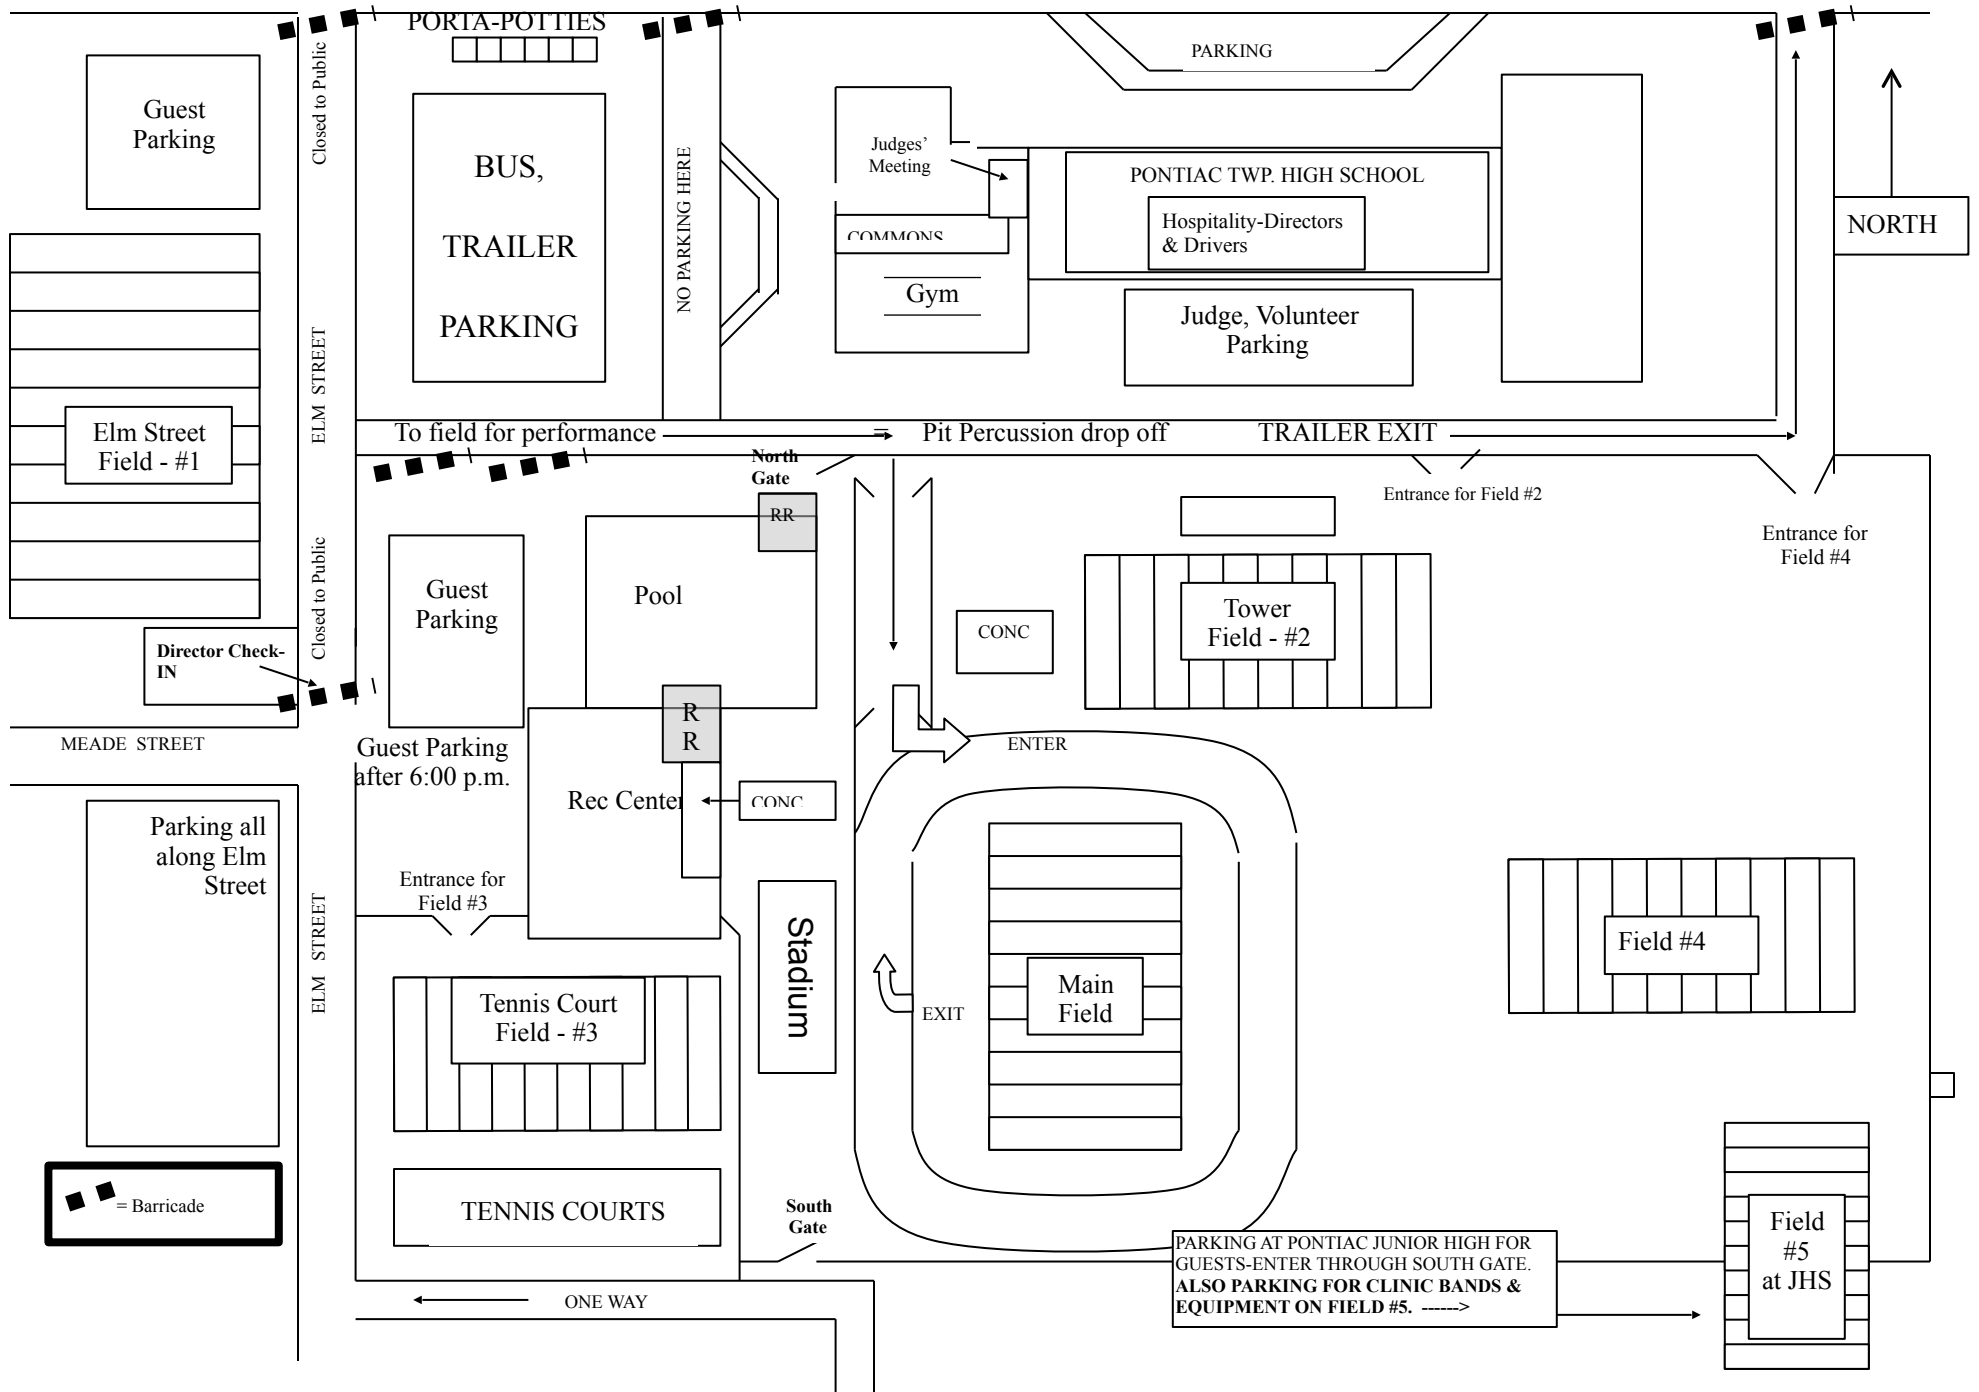 PORTA-POTTIES
Closed to Public
Guest
Parking
BUS,
TRAILER
PARKING
NO PARKING HERE
PARKING
Judges’
Meeting
PONTIAC TWP. HIGH SCHOOL
Hospitality-Directors
& Drivers
COMMONS
Gym
Judge, Volunteer
Parking
NORTH
ELM STREET
Elm Street
Field - #1
To field for performance
=
Pit Percussion drop off
TRAILER EXIT
North
Gate
Entrance for Field #2
Entrance for
Field #4
RR
Closed to Public
Guest
Parking
Pool
CONC
Tower
Field - #2
Director Check-
IN
R
R
MEADE STREET
Guest Parking
after 6:00 p.m.
ENTER
Rec Center
CONC
Parking all
along Elm
Street
Entrance for
Field #3
ELM STREET
Stadium
Field #4
Tennis Court
Field - #3
EXIT
Main
Field
= Barricade
TENNIS COURTS
South
Gate
PARKING AT PONTIAC JUNIOR HIGH FOR
GUESTS-ENTER THROUGH SOUTH GATE.
ALSO PARKING FOR CLINIC BANDS &
EQUIPMENT ON FIELD #5. ------>
Field
#5
at JHS
ONE WAY